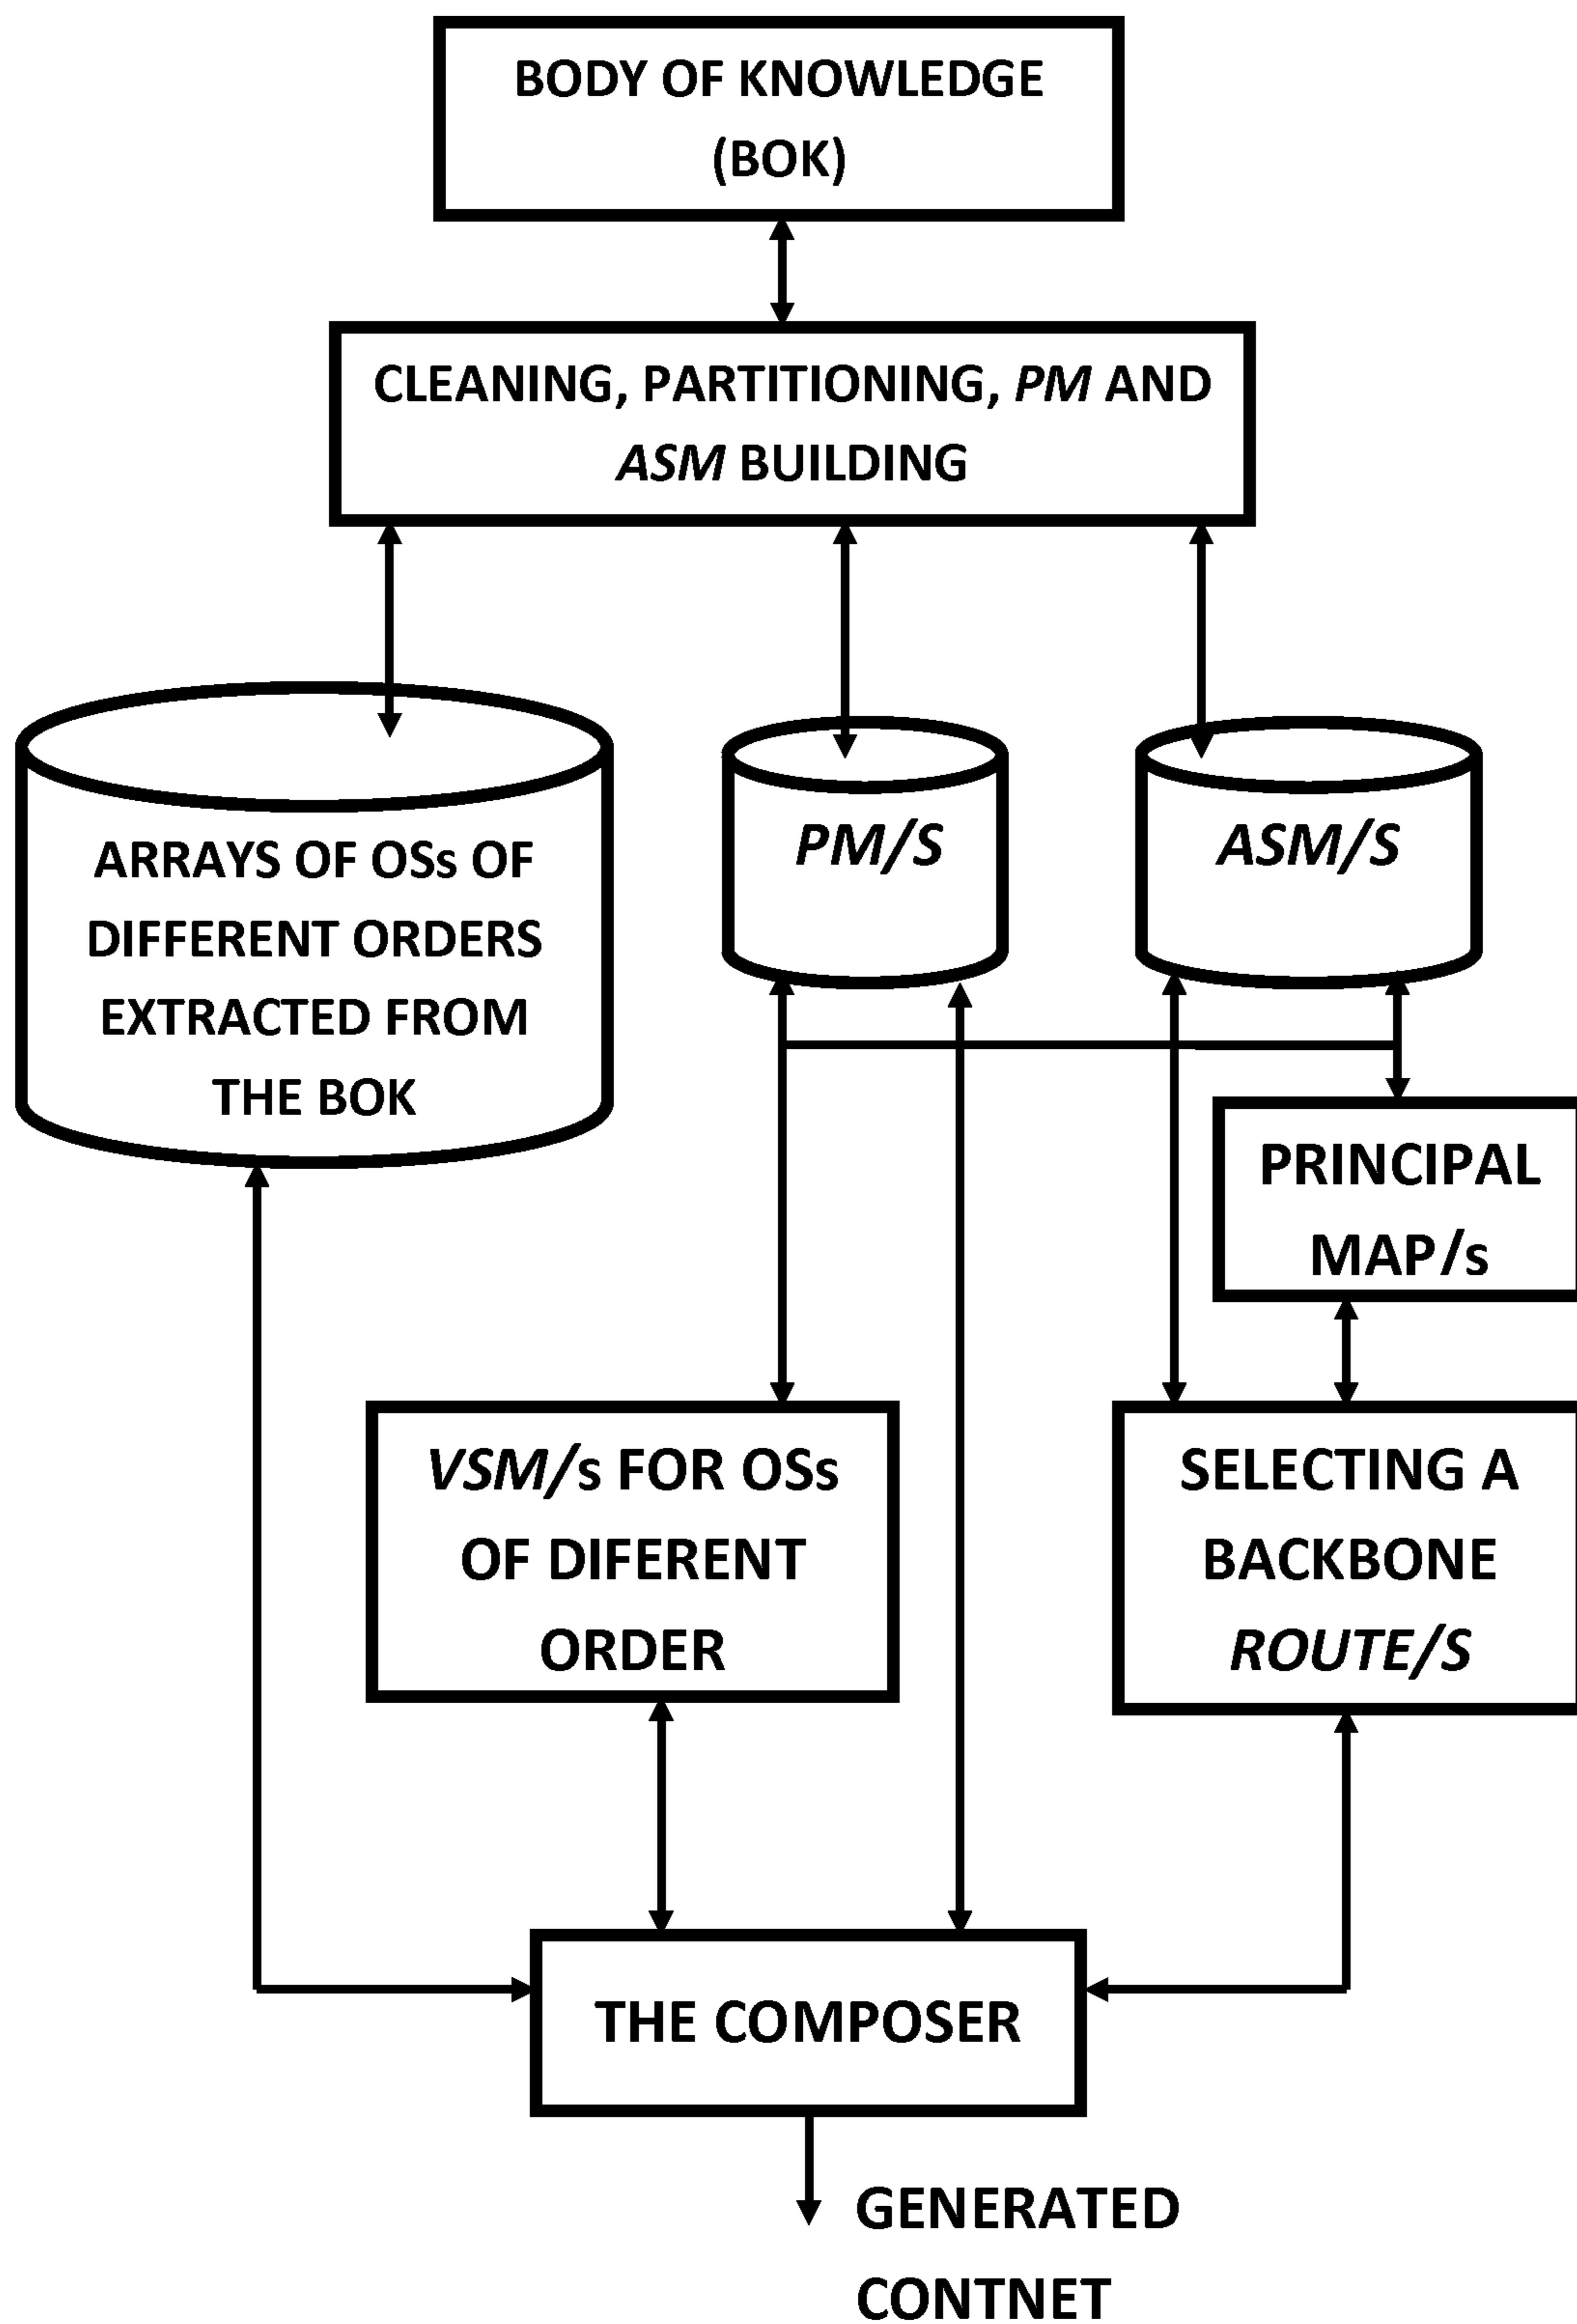 BODY OF KNOWLEDGE
(BOK)
CLEANING, PARTITIONING, PM AND
ASM BUILDING
ARRAYS OF OSs OF
DIFFERENT ORDERS
EXTRACTED FROM
THE BOK
PM/S
ASM/S
PRINCIPAL
MAP/s
VSM/s FOR OSs
OF DIFERENT
ORDER
SELECTING A
BACKBONE
ROUTE/S
THE COMPOSER
GENERATED
CONTNET